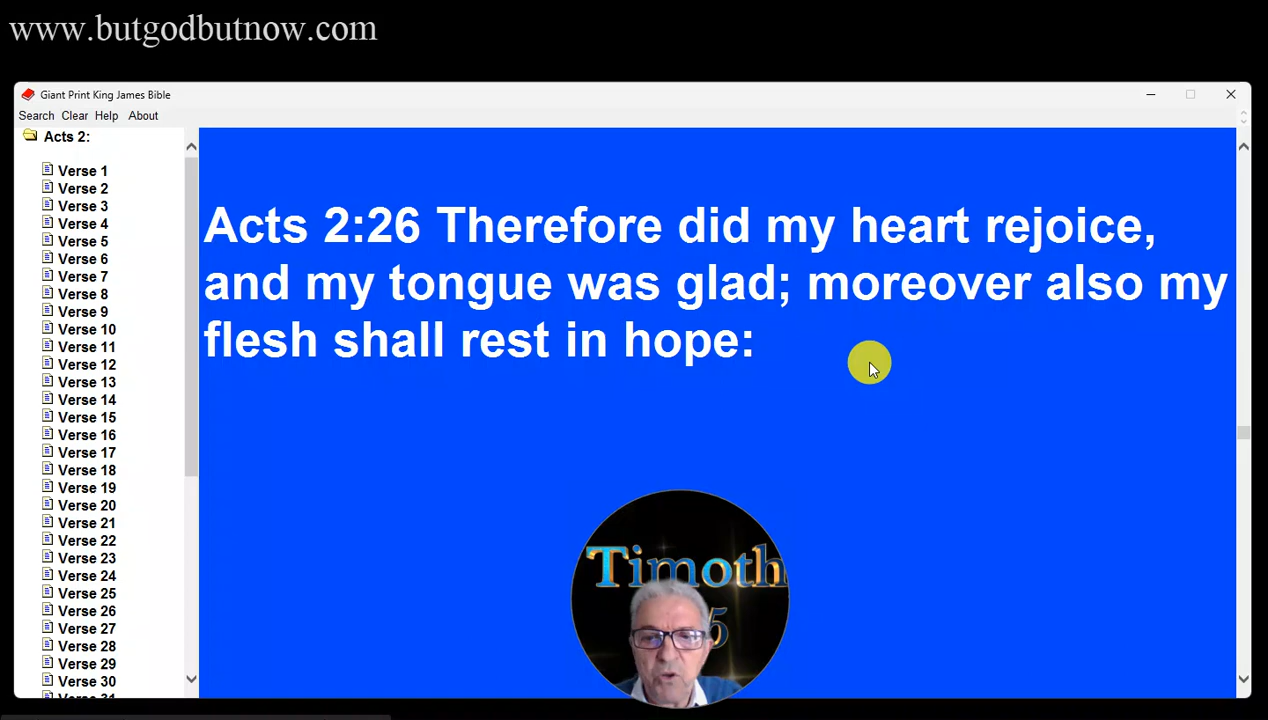 www.butgodbutnow.com
Giant Print King James Bible
Search Clear Help About
Acts 2:
Verse 1
Verse 2
Verse 3
Verse 4
Verse 5
Verse 6
Verse 7
Verse 8
Verse 9
Verse 10
Verse 11
Verse 12
Verse 13
Verse 14
Verse 15
Verse 16
Verse 17
Verse 18
Verse 19
Verse 20
Verse 21
Verse 22
Verse 23
Verse 24
Verse 25
Verse 26
Verse 27
Verse 28
Verse 29
Verse 30
Verse 31
Acts 2:26 Therefore did my heart rejoice,
and my tongue was glad; moreover also my
flesh shall rest in hope:
Timoth
5